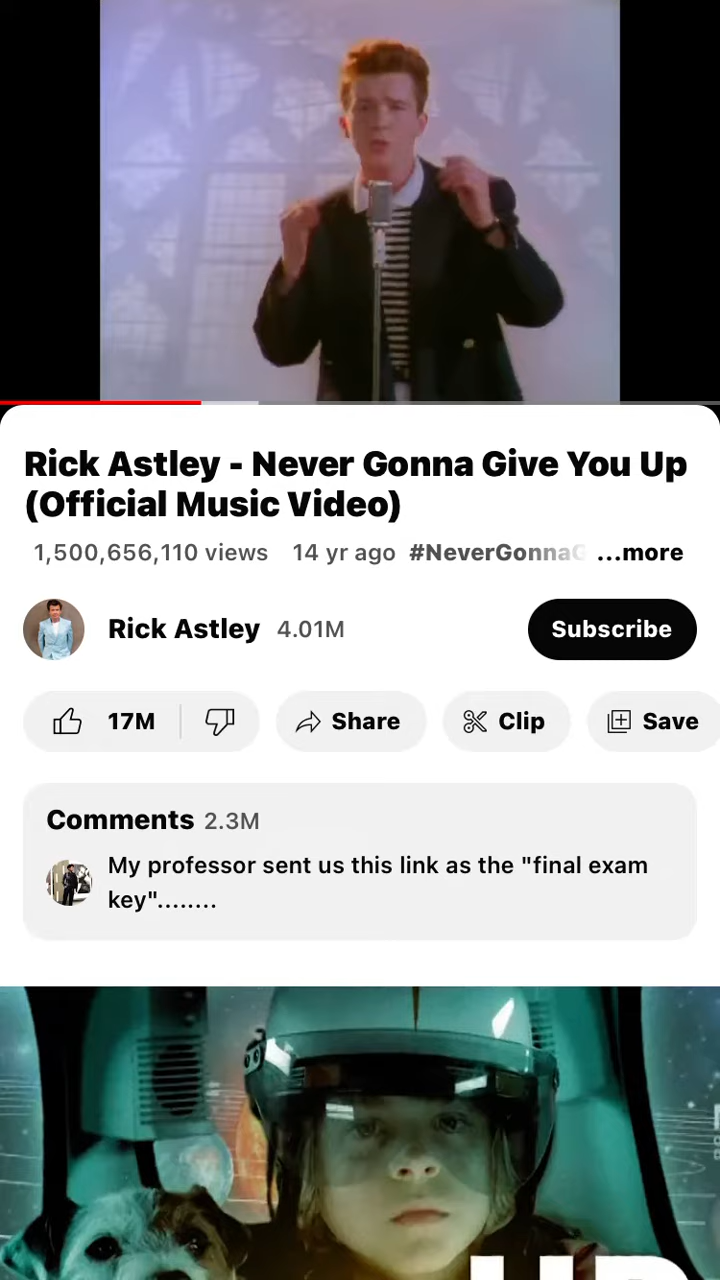 Rick Astley - Never Gonna Give You Up
(Official Music Video)
1,500,656,110 views 14 yr ago #NeverGonnaG ...more
Rick Astley 4.01M Subscribe
17M Share Clip Save
Comments 2.3M
My professor sent us this link as the "final exam
key"........